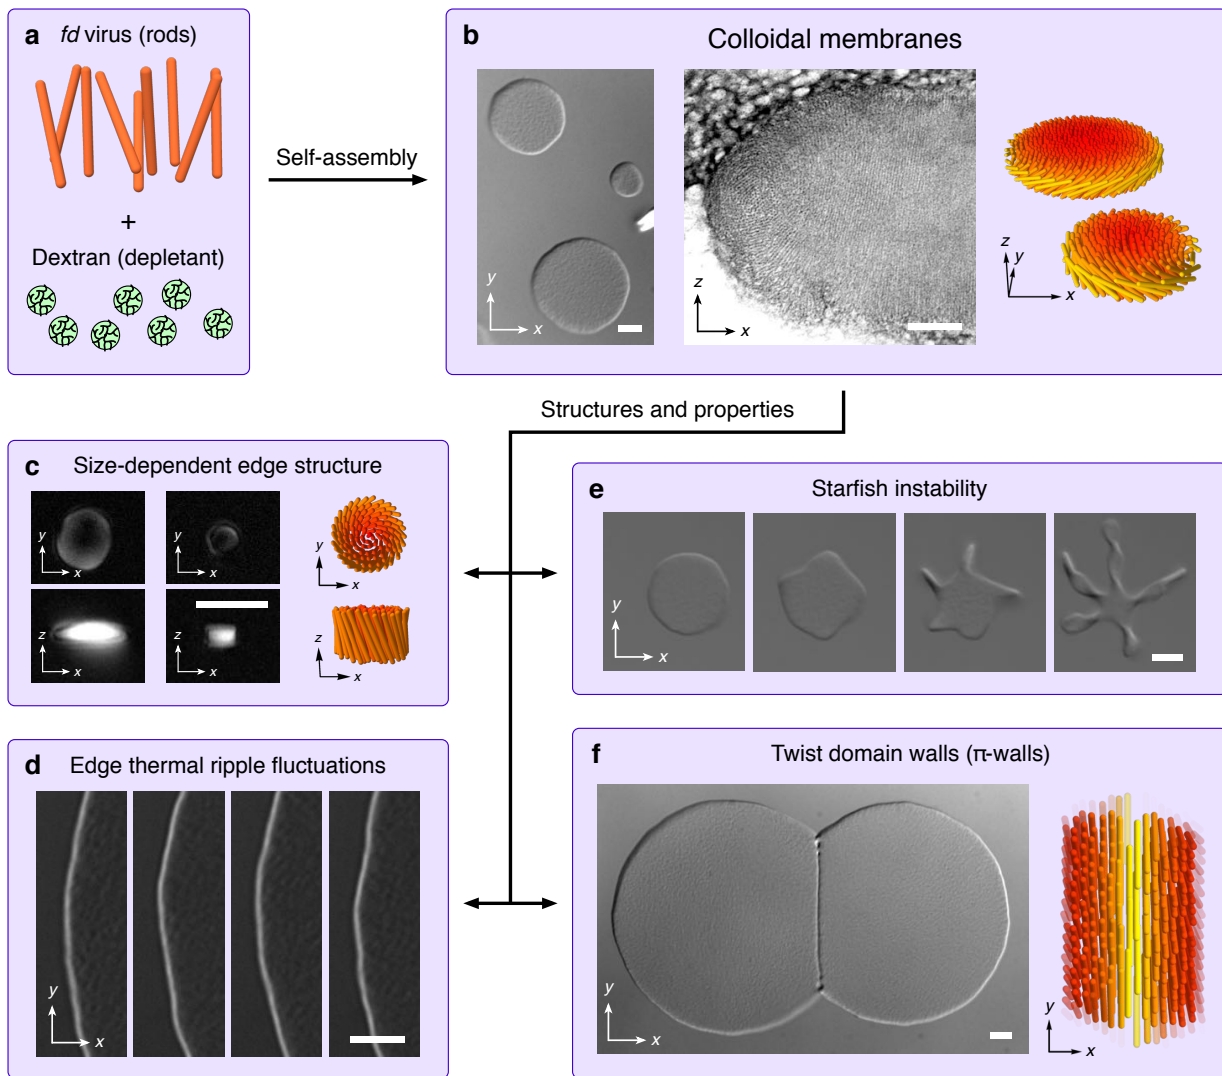 a
fd virus (rods)
+
Dextran (depletant)
Self-assembly
b
Colloidal membranes
y
x
z
x
z
y
x
Structures and properties
c
Size-dependent edge structure
y
x
y
x
y
x
z
x
z
x
z
x
e
Starfish instability
y
x
d
Edge thermal ripple fluctuations
y
x
f
Twist domain walls (π-walls)
y
x
y
x